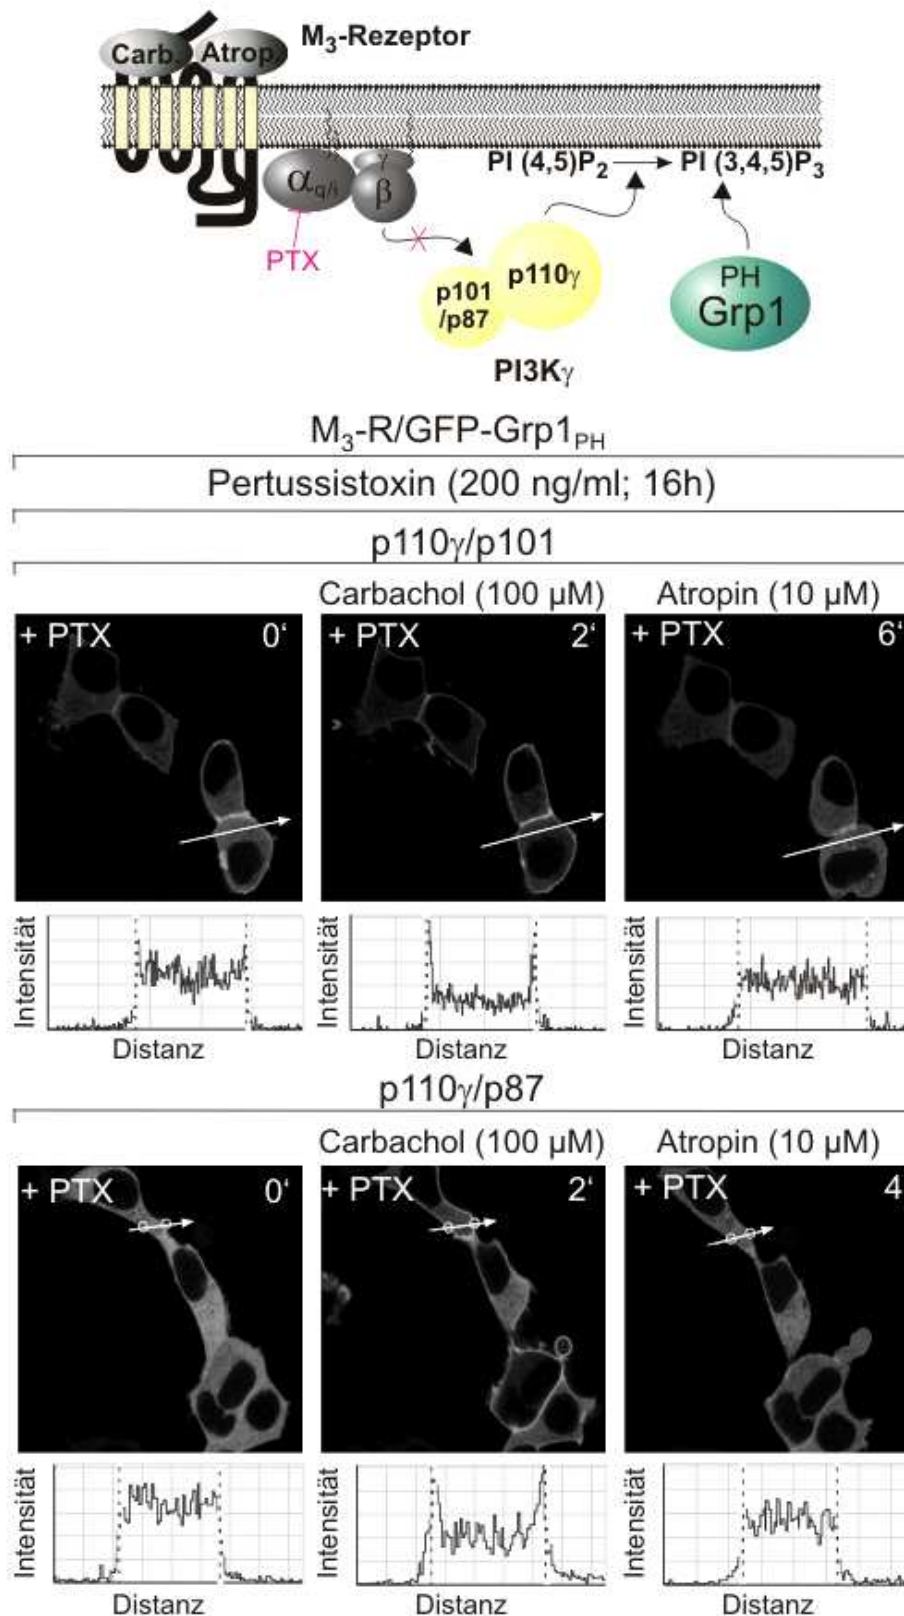 M3-Rezeptor
Carb. Atrop.
PI (4,5)P2 PI (3,4,5)P3
αq/i γ
β
PTX
p101
/p87
p110γ
PH
Grp1
PI3Kγ
M3-R/GFP-Grp1PH
Pertussistoxin (200 ng/ml; 16h)
p110γ/p101
Carbachol (100 µM) Atropin (10 µM)
+ PTX 0‘ + PTX 2‘ + PTX 6‘
Intensität Intensität Intensität
Distanz Distanz Distanz
p110γ/p87
Carbachol (100 µM) Atropin (10 µM)
+ PTX 0‘ + PTX 2‘ + PTX 4
Intensität Intensität Intensität
Distanz Distanz Distanz